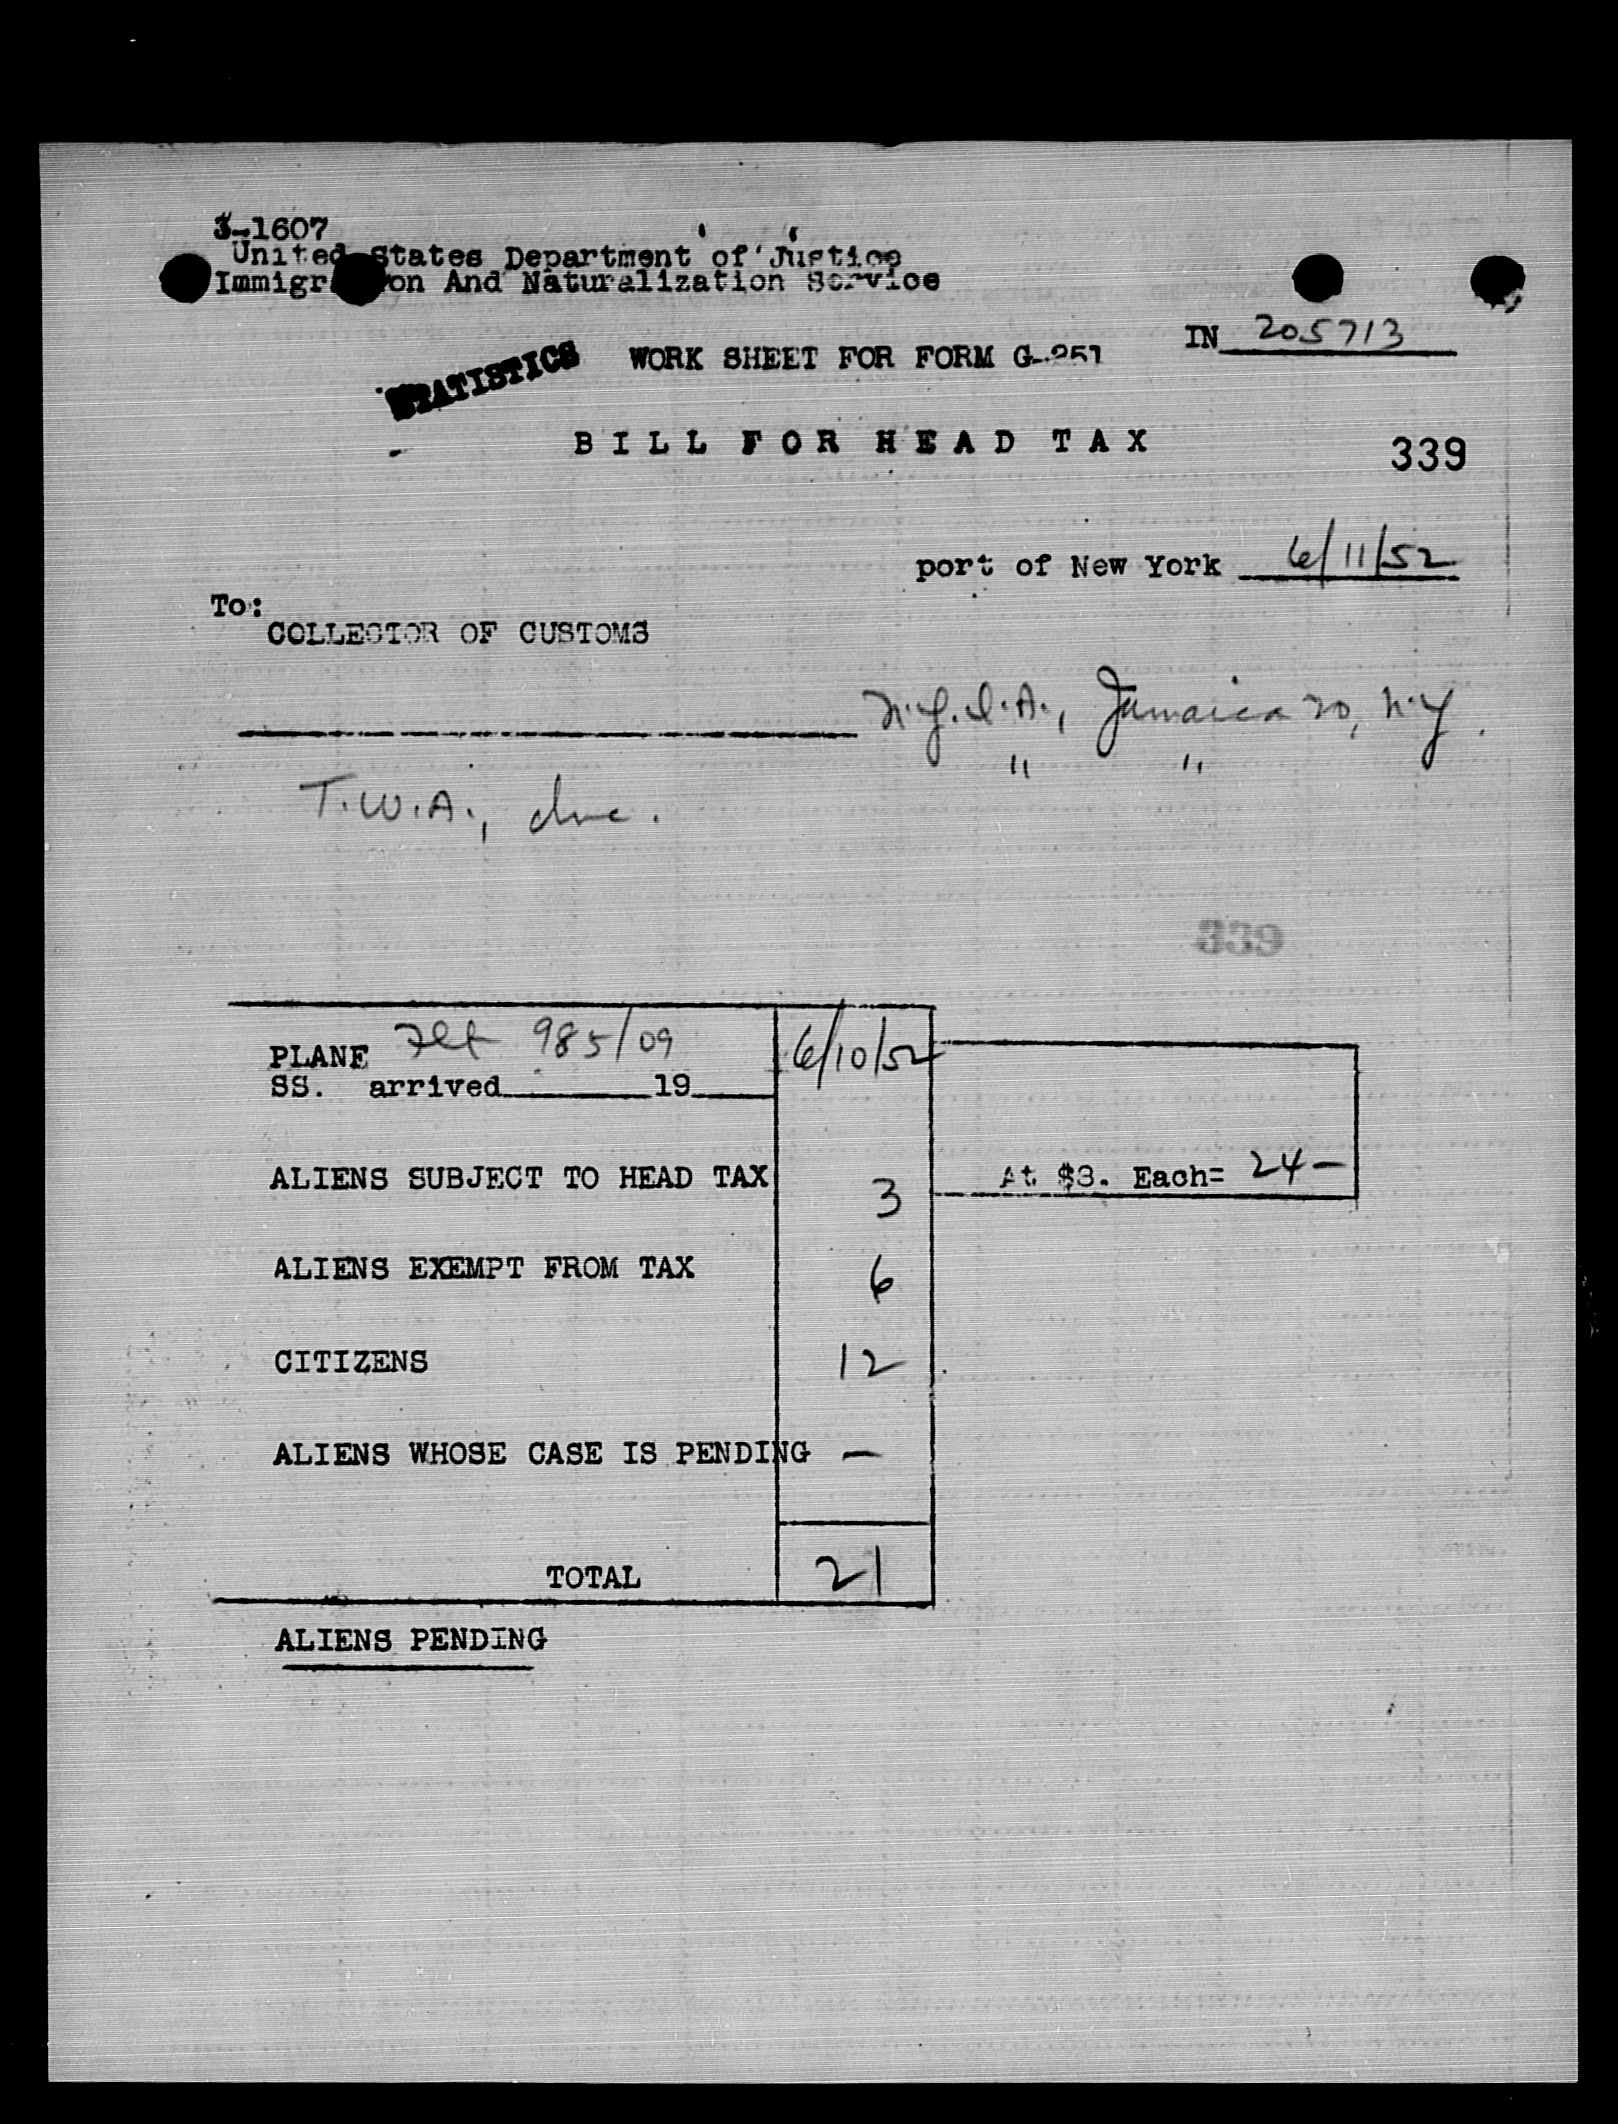 3-1607
United States Department of Justice
Immigr on And Naturalization Service
IN 205713
STATISTICS WORK SHEET FOR FORM G-251
BILL FOR HEAD TAX
339
port of New York 6/11/52
To:
COLLECTOR OF CUSTOMS
N.Y.I.A., Jamaica 20, N.Y.
" "
T.W.A., Inc.
339
PLANE Flt 985/09 6/10/52
SS. arrived 19
ALIENS SUBJECT TO HEAD TAX 3 At $8. Each= 24-
ALIENS EXEMPT FROM TAX 6
CITIZENS 12
ALIENS WHOSE CASE IS PENDING -
TOTAL 21
ALIENS PENDING